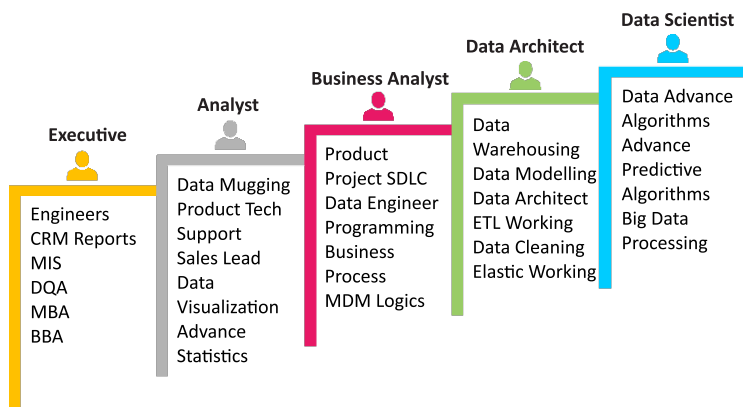 Executive
Engineers
CRM Reports
MIS
DQA
MBA
BBA
Analyst
Data Mugging
Product Tech
Support
Sales Lead
Data
Visualization
Advance
Statistics
Business Analyst
Product
Project SDLC
Data Engineer
Programming
Business
Process
MDM Logics
Data Architect
Data
Warehousing
Data Modelling
Data Architect
ETL Working
Data Cleaning
Elastic Working
Data Scientist
Data Advance
Algorithms
Advance
Predictive
Algorithms
Big Data
Processing